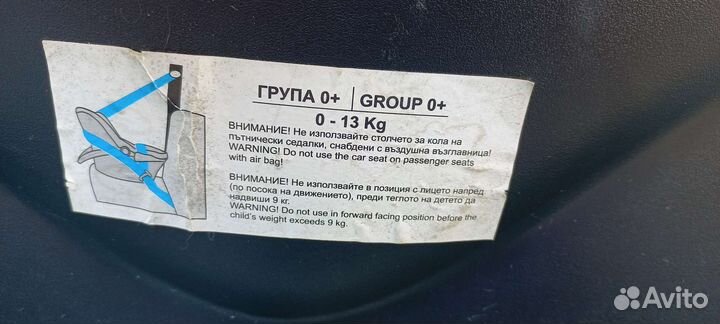 ГРУПА 0+ | GROUP 0+
0 - 13 Kg
ВНИМАНИЕ! Не използвайте столчето за кола на
пътнически седалки, снабдени с въздушна възглавница!
WARNING! Do not use the car seat on passenger seats
with air bag!
ВНИМАНИЕ! Не използвайте в позиция с лицето напред
(по посока на движението), преди теглото на детето да
надвиши 9 кг.
WARNING! Do not use in forward facing position before the
child's weight exceeds 9 kg.
Avito